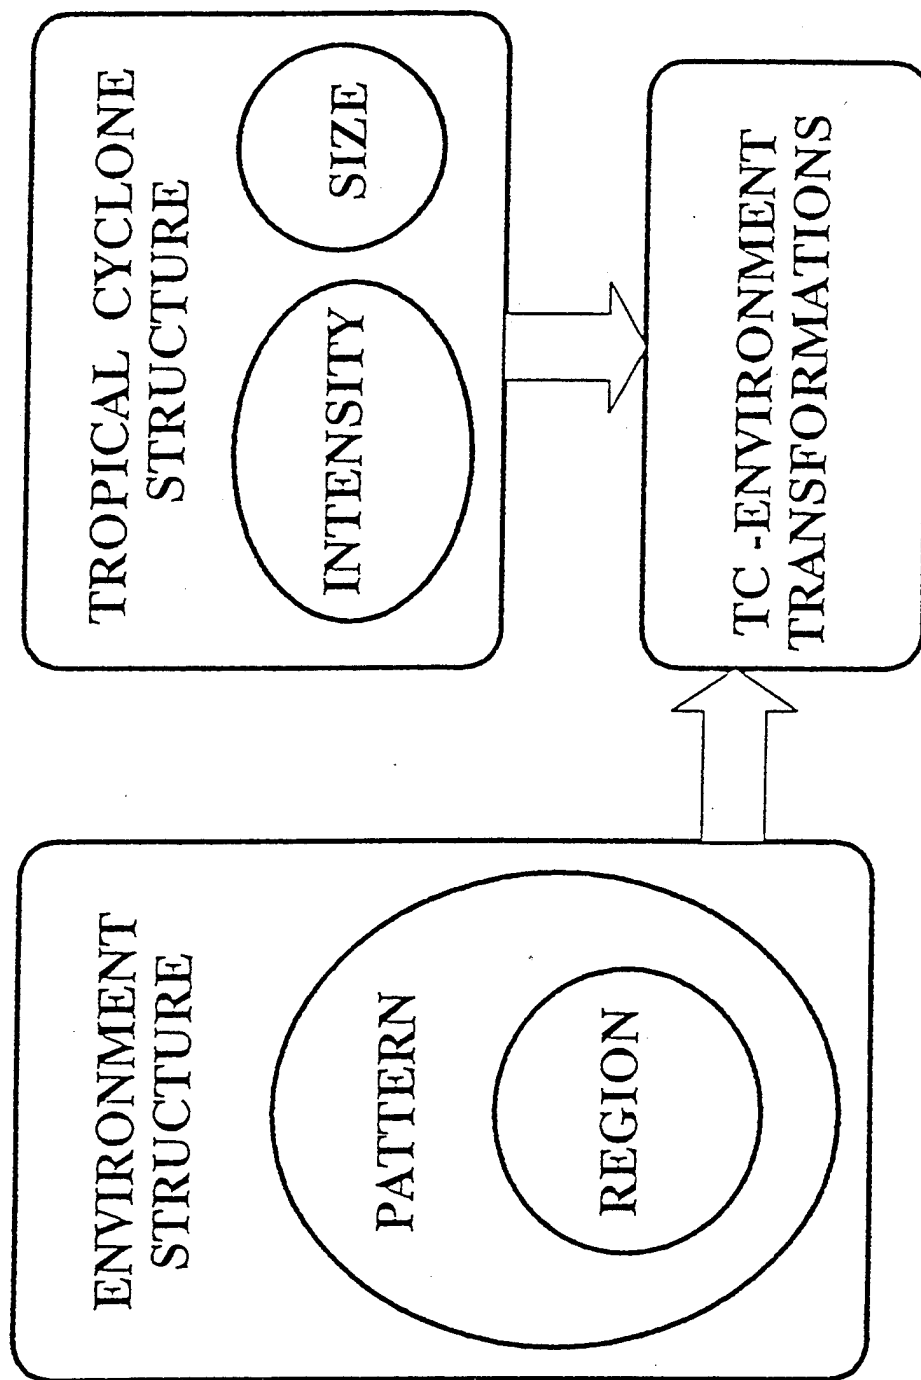 ENVIRONMENT
STRUCTURE
PATTERN
REGION
TROPICAL CYCLONE
STRUCTURE
INTENSITY
SIZE
TC -ENVIRONMENT
TRANSFORMATIONS